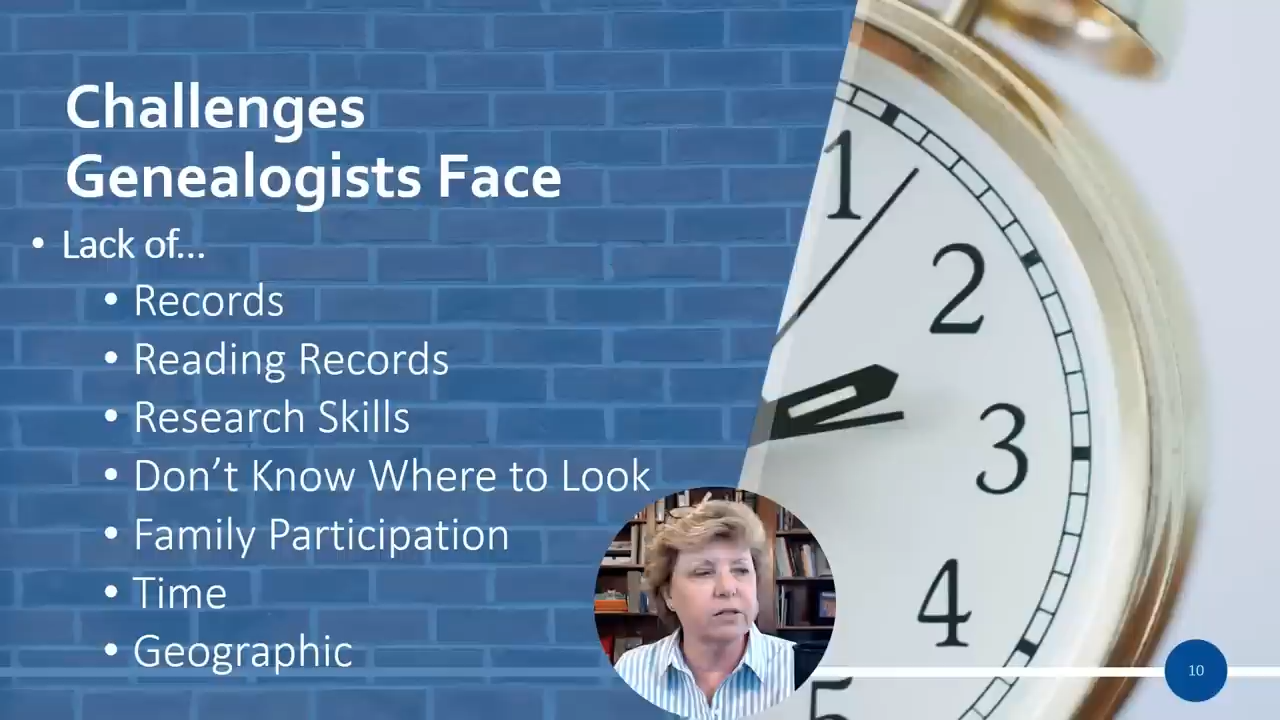 Challenges
Genealogists Face
• Lack of...
• Records
• Reading Records
• Research Skills
• Don’t Know Where to Look
• Family Participation
• Time
• Geographic
1
2
3
4
5
10